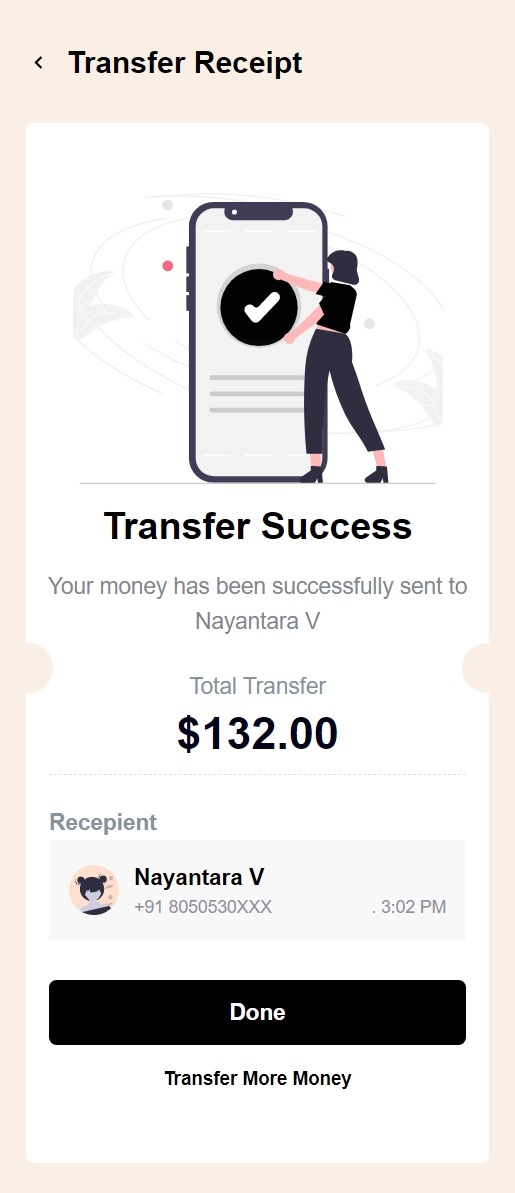 Transfer Receipt
Transfer Success
Your money has been successfully sent to
Nayantara V
Total Transfer
$132.00
Recepient
Nayantara V
+91 8050530XXX
. 3:02 PM
Done
Transfer More Money